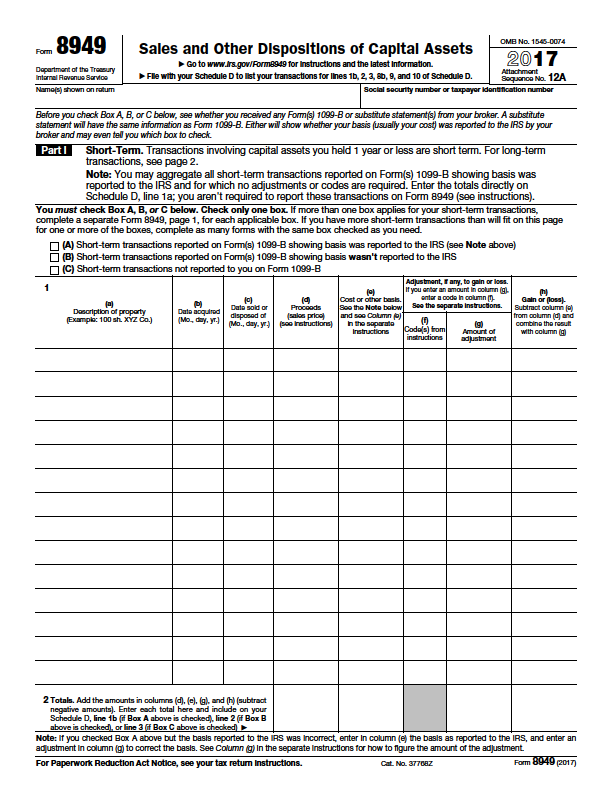 Form 8949
Department of the Treasury
Internal Revenue Service
Sales and Other Dispositions of Capital Assets
▶ Go to www.irs.gov/Form8949 for instructions and the latest information.
▶ File with your Schedule D to list your transactions for lines 1b, 2, 3, 8b, 9, and 10 of Schedule D.
OMB No. 1545-0074
2017
Attachment
Sequence No. 12A
Name(s) shown on return
Social security number or taxpayer identification number
Before you check Box A, B, or C below, see whether you received any Form(s) 1099-B or substitute statement(s) from your broker. A substitute
statement will have the same information as Form 1099-B. Either will show whether your basis (usually your cost) was reported to the IRS by your
broker and may even tell you which box to check.
Part I
Short-Term. Transactions involving capital assets you held 1 year or less are short term. For long-term
transactions, see page 2.
Note: You may aggregate all short-term transactions reported on Form(s) 1099-B showing basis was
reported to the IRS and for which no adjustments or codes are required. Enter the totals directly on
Schedule D, line 1a; you aren't required to report these transactions on Form 8949 (see instructions).
You must check Box A, B, or C below. Check only one box. If more than one box applies for your short-term transactions,
complete a separate Form 8949, page 1, for each applicable box. If you have more short-term transactions than will fit on this page
for one or more of the boxes, complete as many forms with the same box checked as you need.
(A) Short-term transactions reported on Form(s) 1099-B showing basis was reported to the IRS (see Note above)
(B) Short-term transactions reported on Form(s) 1099-B showing basis wasn't reported to the IRS
(C) Short-term transactions not reported to you on Form 1099-B
1
(a)
Description of property
(Example: 100 sh. XYZ Co.)
(b)
Date acquired
(Mo., day, yr.)
(c)
Date sold or
disposed of
(Mo., day, yr.)
(d)
Proceeds
(sales price)
(see instructions)
(e)
Cost or other basis.
See the Note below
and see Column (e)
in the separate
instructions
Adjustment, if any, to gain or loss.
If you enter an amount in column (g),
enter a code in column (f).
See the separate instructions.
(f)
Code(s) from
instructions
(g)
Amount of
adjustment
(h)
Gain or (loss).
Subtract column (e)
from column (d) and
combine the result
with column (g)
2 Totals. Add the amounts in columns (d), (e), (g), and (h) (subtract
negative amounts). Enter each total here and include on your
Schedule D, line 1b (if Box A above is checked), line 2 (if Box B
above is checked), or line 3 (if Box C above is checked) ▶
Note: If you checked Box A above but the basis reported to the IRS was incorrect, enter in column (e) the basis as reported to the IRS, and enter an
adjustment in column (g) to correct the basis. See Column (g) in the separate instructions for how to figure the amount of the adjustment.
For Paperwork Reduction Act Notice, see your tax return instructions.
Cat. No. 37768Z
Form 8949 (2017)